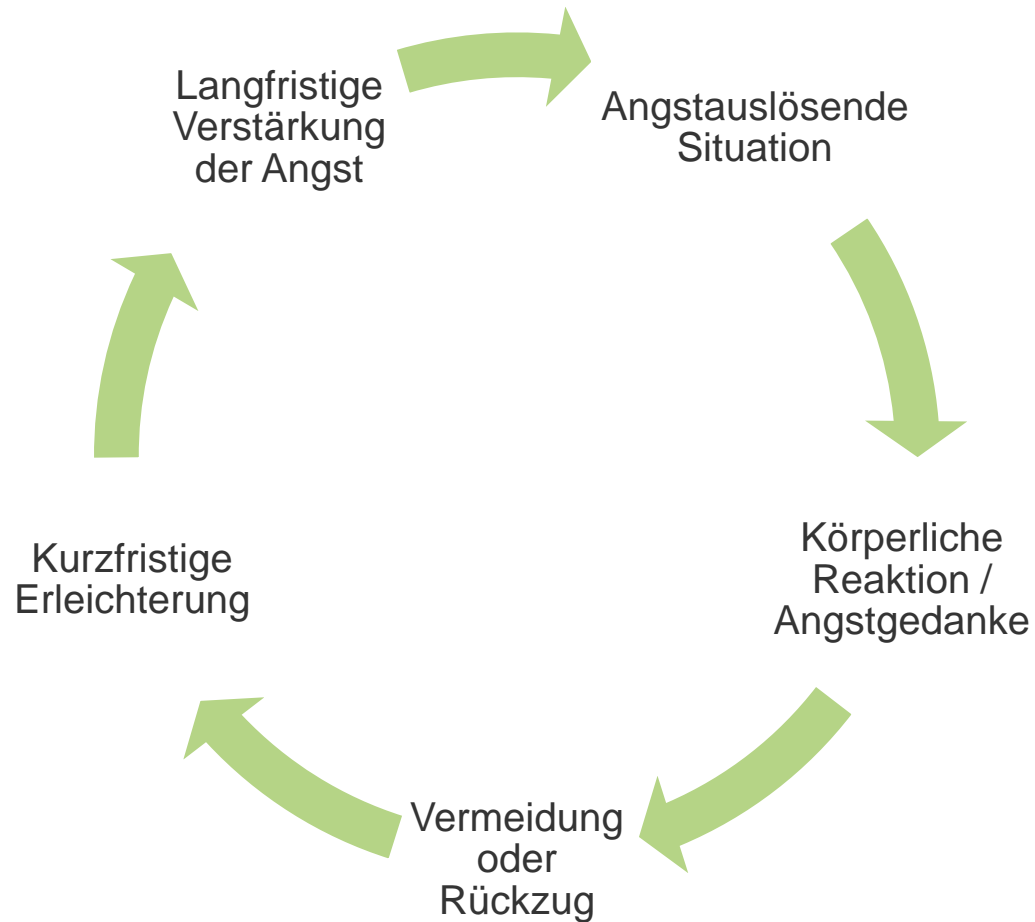 Angstauslösende
Situation
Körperliche
Reaktion /
Angstgedanke
Vermeidung
oder
Rückzug
Kurzfristige
Erleichterung
Langfristige
Verstärkung
der Angst